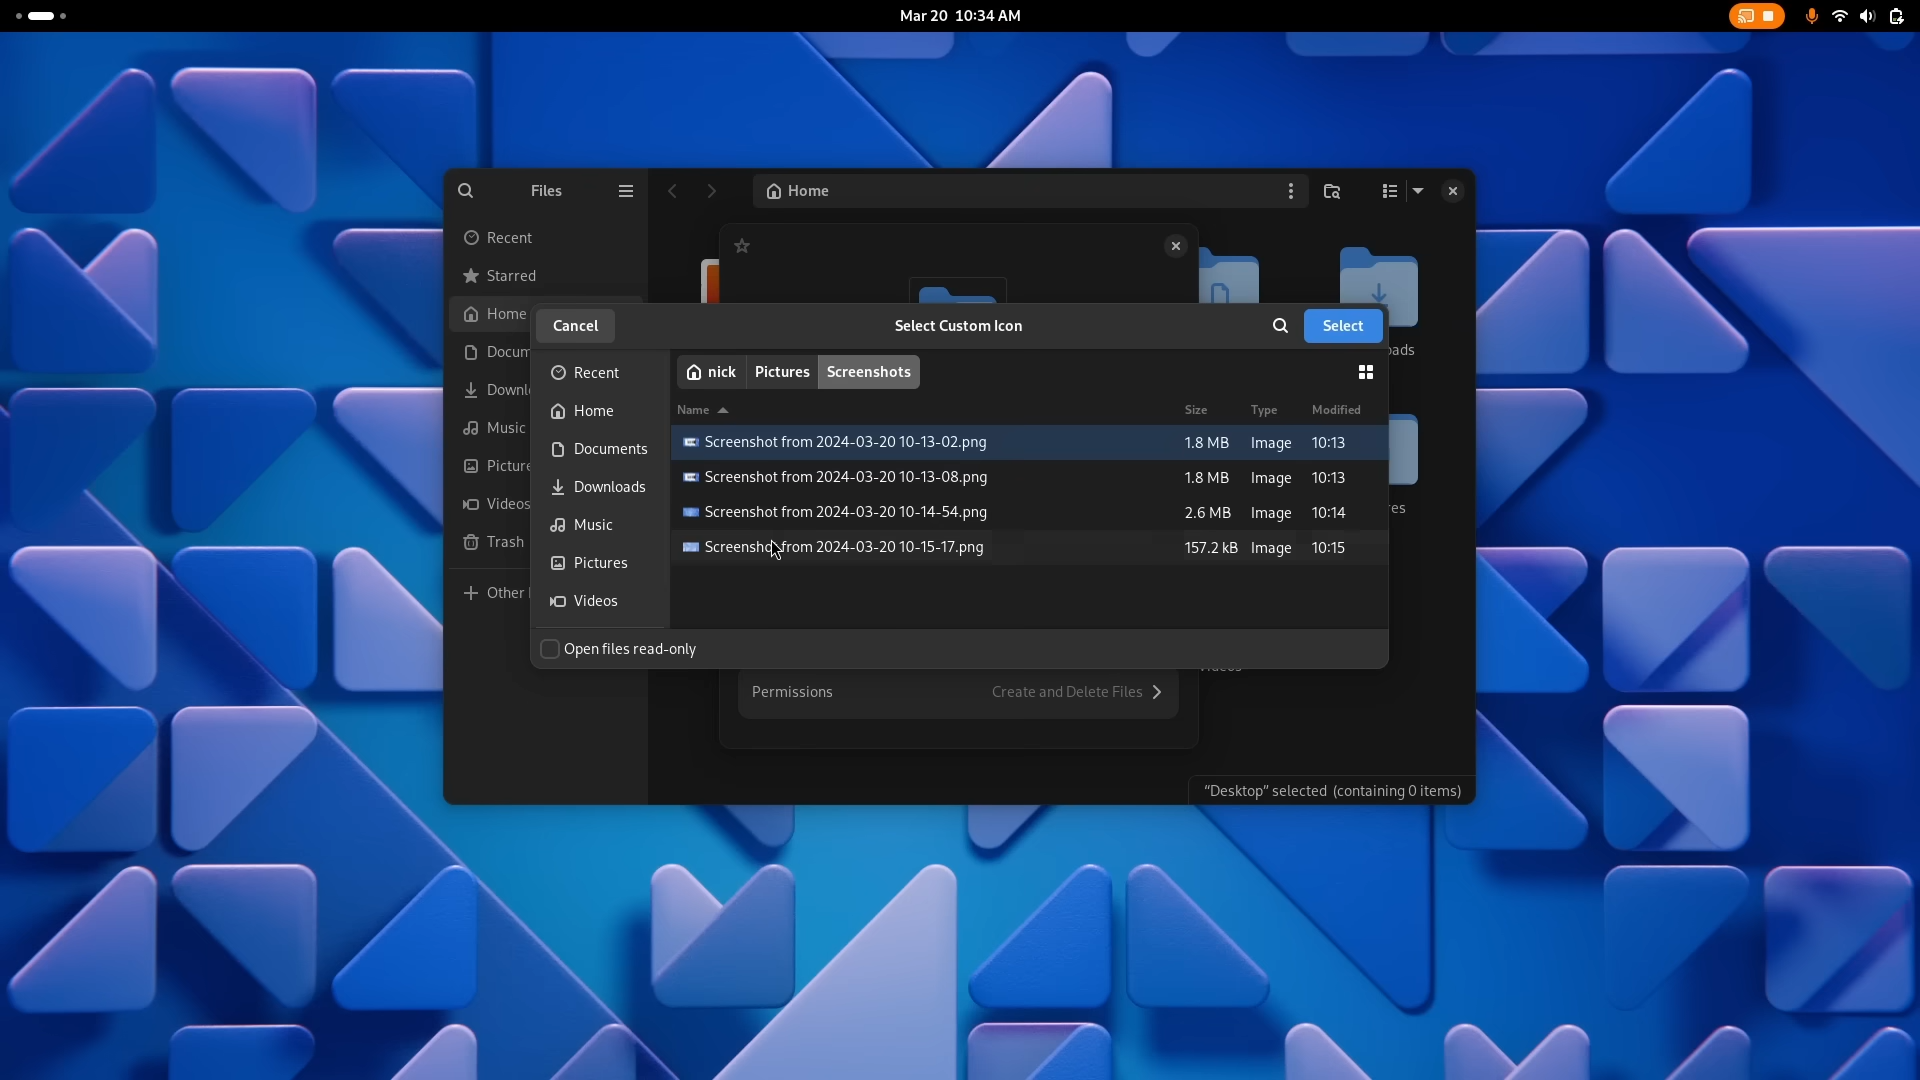 Mar 20 10:34 AM
Files
Home
Recent
Starred
Home
Docum
Downl
Music
Picture
Videos
Trash
Other
Cancel
Select Custom Icon
Select
Recent
Home
Documents
Downloads
Music
Pictures
Videos
nick
Pictures
Screenshots
Name
Size
Type
Modified
Screenshot from 2024-03-20 10-13-02.png 1.8 MB Image 10:13
Screenshot from 2024-03-20 10-13-08.png 1.8 MB Image 10:13
Screenshot from 2024-03-20 10-14-54.png 2.6 MB Image 10:14
Screenshot from 2024-03-20 10-15-17.png 157.2 kB Image 10:15
Open files read-only
oads
res
Permissions
Create and Delete Files
“Desktop” selected (containing 0 items)